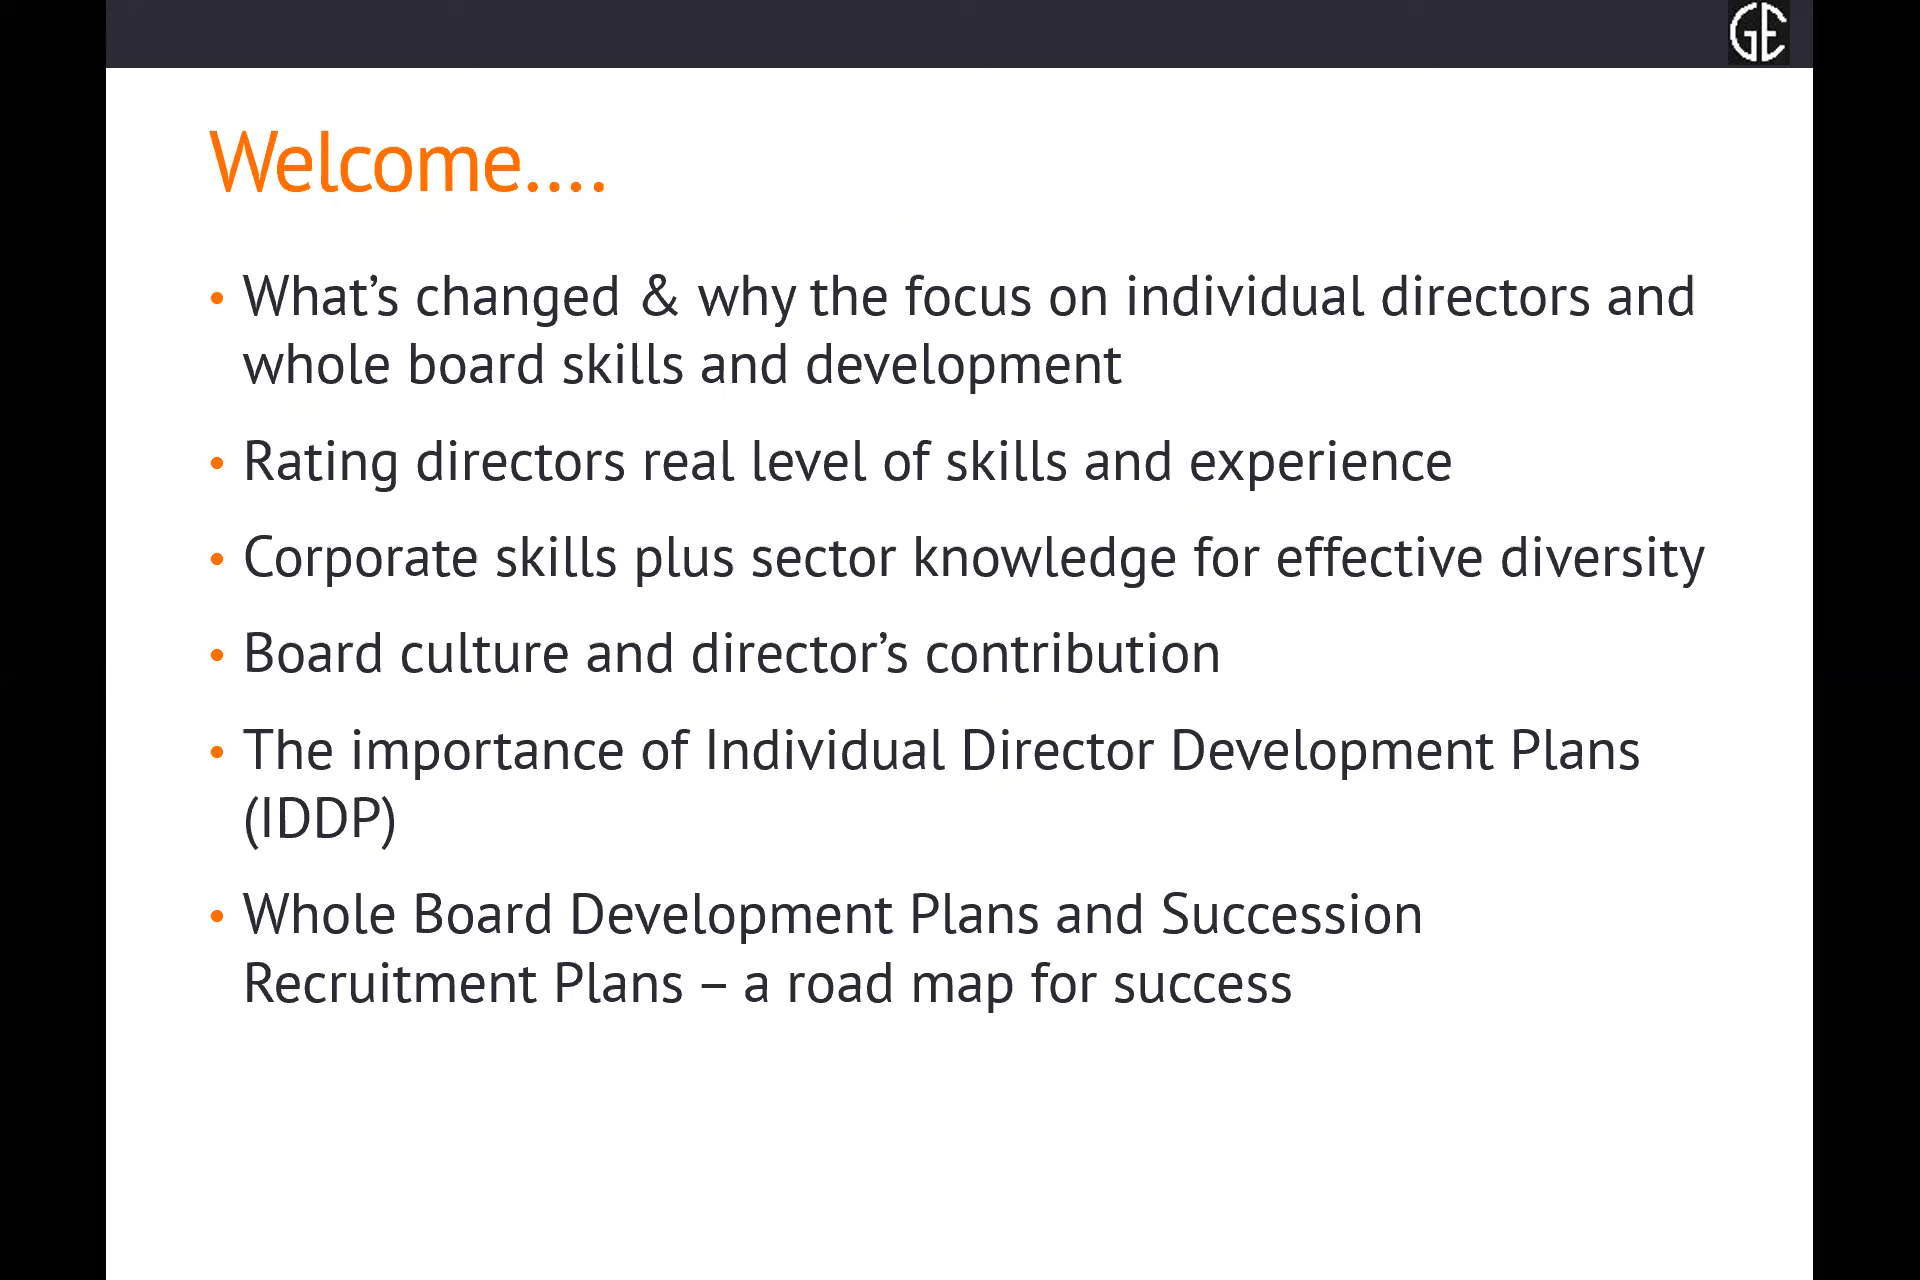 GE
Welcome....
• What’s changed & why the focus on individual directors and
whole board skills and development
• Rating directors real level of skills and experience
• Corporate skills plus sector knowledge for effective diversity
• Board culture and director’s contribution
• The importance of Individual Director Development Plans
(IDDP)
• Whole Board Development Plans and Succession
Recruitment Plans – a road map for success